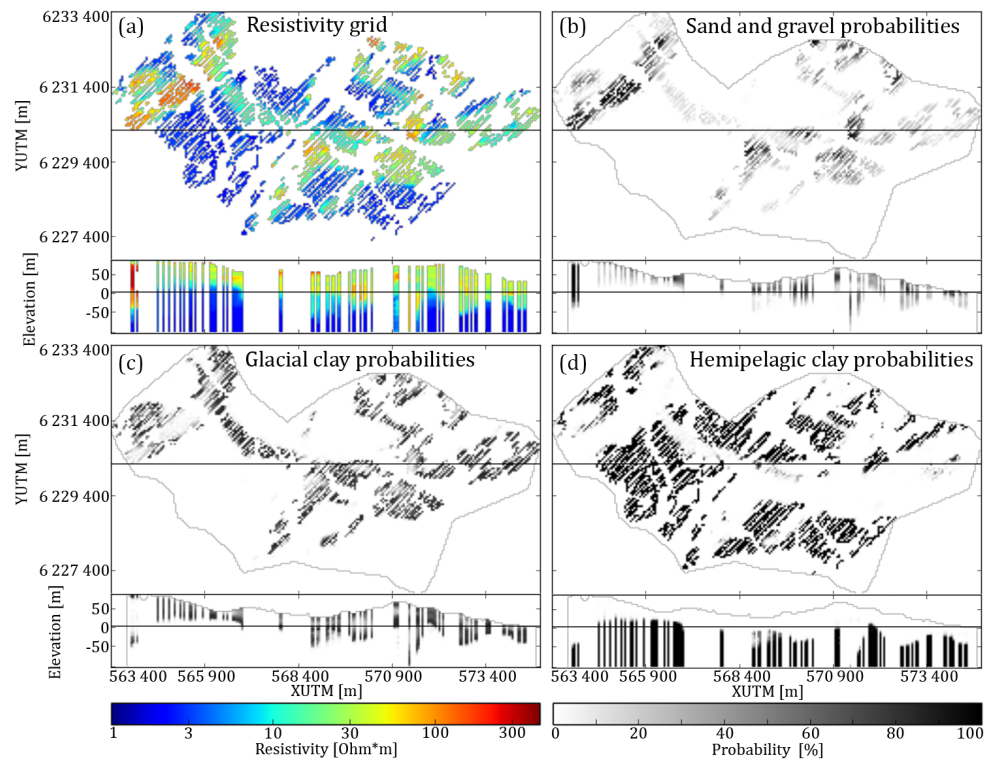 6233 400 (a) Resistivity grid (b) Sand and gravel probabilities
6 231 400
YUTM [m]
6 229 400
6 227 400
Elevation [m]
50
0
-50
6 233 400 (c) Glacial clay probabilities (d) Hemipelagic clay probabilities
6 231 400
YUTM [m]
6 229 400
6 227 400
Elevation [m]
50
0
-50
563 400 565 900 568 400 570 900 573 400 563 400 565 900 568 400 570 900 573 400
XUTM [m] XUTM [m]
1 3 10 30 100 300 0 20 40 60 80 100
Resistivity [Ohm*m] Probability [%]